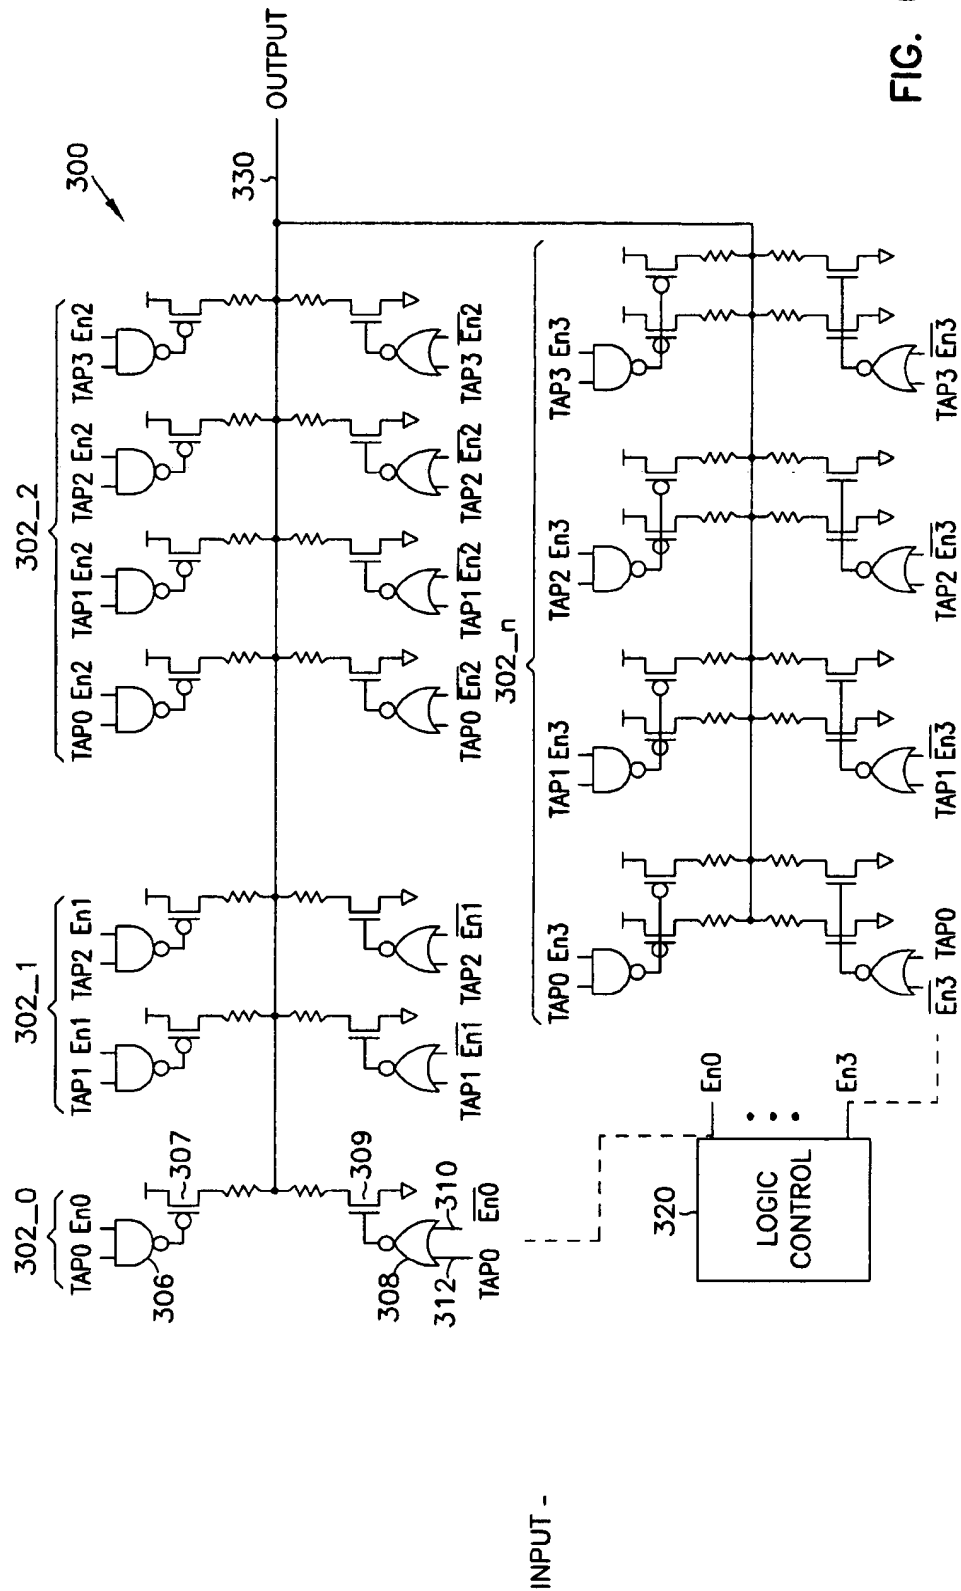 300
302_0
302_1
302_2
TAP0 En0
TAP1 En1
TAP2 En1
TAP0 En2
TAP1 En2
TAP2 En2
TAP3 En2
306
307
330
OUTPUT
309
308
310
312
TAP0 En0
TAP1 En1
TAP2 En1
TAP0 En2
TAP1 En2
TAP2 En2
TAP3 En2
INPUT -
302_n
TAP0 En3
TAP1 En3
TAP2 En3
TAP3 En3
320
LOGIC
CONTROL
En0
En3
En3 TAP0
TAP1 En3
TAP2 En3
TAP3 En3
FIG.